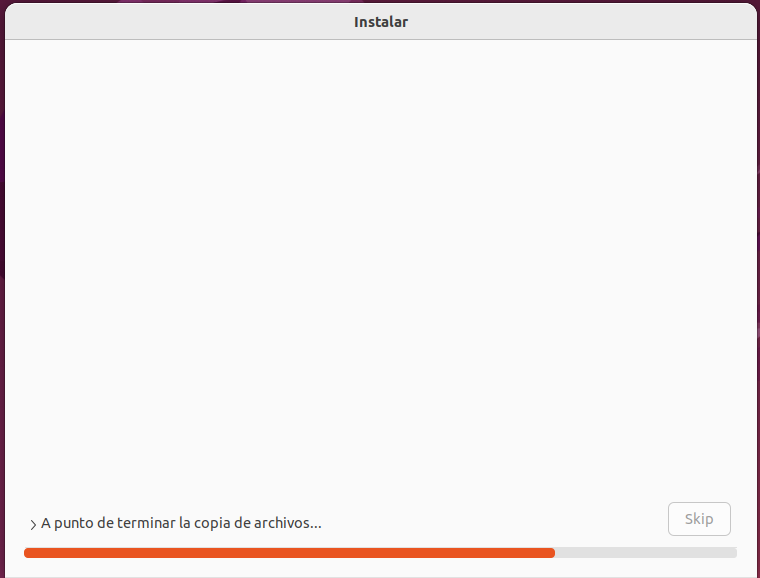 Instalar
A punto de terminar la copia de archivos...
Skip